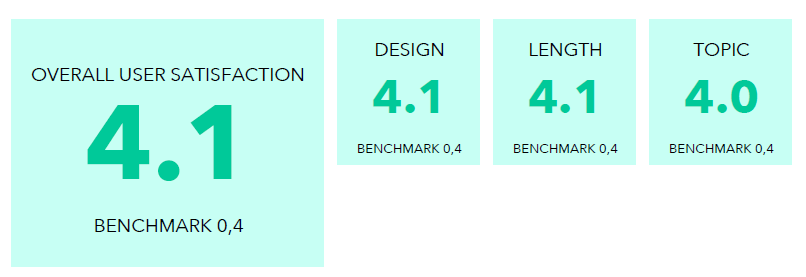 OVERALL USER SATISFACTION
4.1
BENCHMARK 0,4
DESIGN
4.1
BENCHMARK 0,4
LENGTH
4.1
BENCHMARK 0,4
TOPIC
4.0
BENCHMARK 0,4